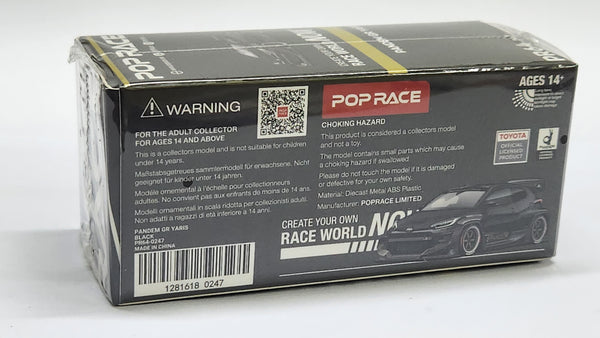 POPRACE
RACE WORLD
AGES 14+
WARNING
POP RACE
FOR THE ADULT COLLECTOR
FOR AGES 14 AND ABOVE
This is a collectors model and is not suitable for children
under 14 years.
Maßstabsgetreues sammlermodell für erwachsene. Nicht
geeignet für kinder unter 14 jahren.
Modèle ornemental à l'échelle pour collectionneurs
adultes. No convient pas aux enfants de moins de 14 ans.
Modeli ornamentali in scala ridotta per collezionisti adulti.
Non adatti a ragazzi di età inferiore a 14 anni.
PANDEM GR YARIS
BLACK
PR64-0247
MADE IN CHINA
1281618 0247
CHOKING HAZARD
This product is considered a collectors model
and not a toy.
The model contains small parts which may cause
a choking hazard if swallowed.
Please do not touch the model if it is damaged
or defective for your own safety.
Material: Diecast Metal ABS Plastic
Manufacturer: POPRACE LIMITED
CREATE YOUR OWN
RACE WORLD NOW
TOYOTA
OFFICIAL
LICENSED
PRODUCT